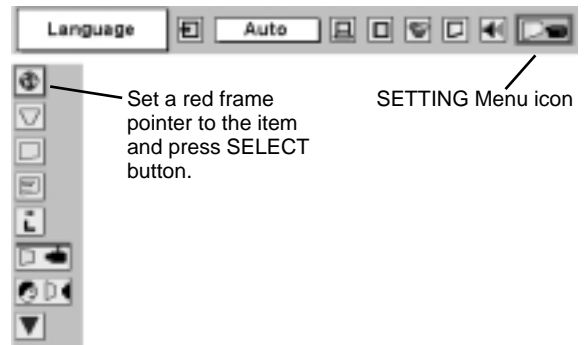 Language
Auto
Set a red frame
pointer to the item
and press SELECT
button.
SETTING Menu icon